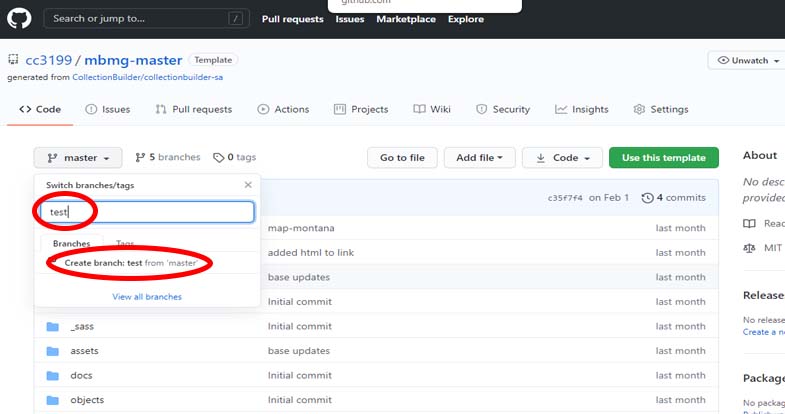 github.com
Search or jump to... /
Pull requests Issues Marketplace Explore
cc3199 / mbmg-master Template
Unwatch
generated from CollectionBuilder/collectionbuilder-sa
Code Issues Pull requests Actions Projects Wiki Security Insights Settings
master 5 branches 0 tags Go to file Add file Code Use this template
About
Switch branches/tags
No desc
provided
c35f7f4 on Feb 1 4 commits
test
map-montana last month
Read
Branches Tags
added html to link last month
MIT
Create branch: test from 'master'
base updates last month
View all branches
Initial commit last month
Releases
_sass Initial commit last month
No release
Create a n
assets base updates last month
docs Initial commit last month
Package
objects Initial commit last month
No packag